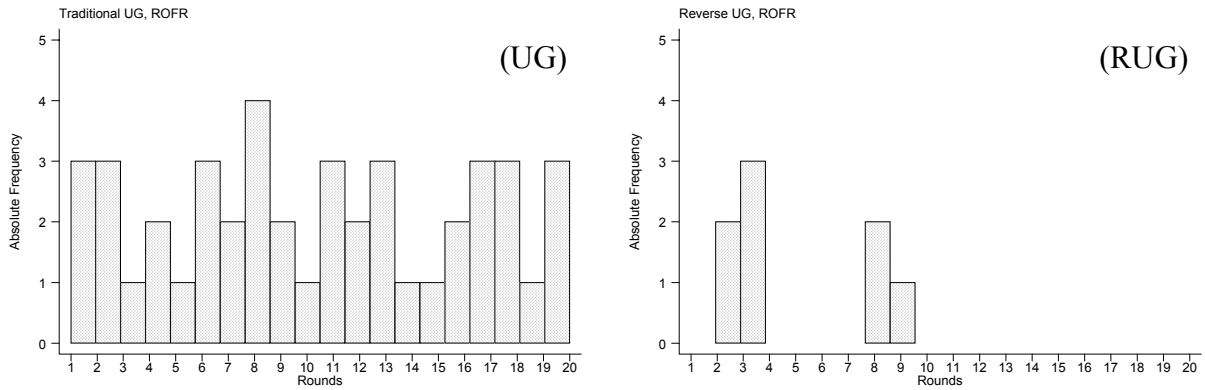 Traditional UG, ROFR
(UG)
Absolute Frequency
5
4
3
2
1
0
1 2 3 4 5 6 7 8 9 10 11 12 13 14 15 16 17 18 19 20
Rounds
Reverse UG, ROFR
(RUG)
Absolute Frequency
5
4
3
2
1
0
1 2 3 4 5 6 7 8 9 10 11 12 13 14 15 16 17 18 19 20
Rounds